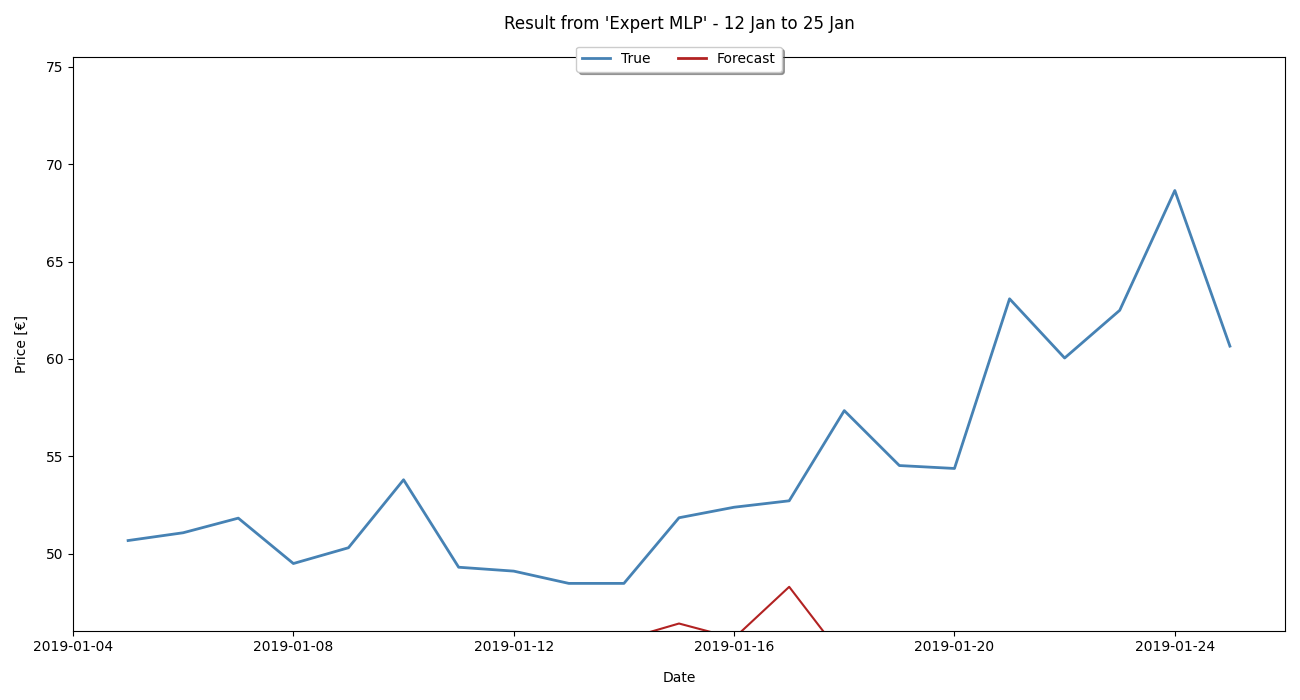 Result from 'Expert MLP' - 12 Jan to 25 Jan
True Forecast
75
70
65
60
55
50
Price [€]
2019-01-04 2019-01-08 2019-01-12 2019-01-16 2019-01-20 2019-01-24
Date